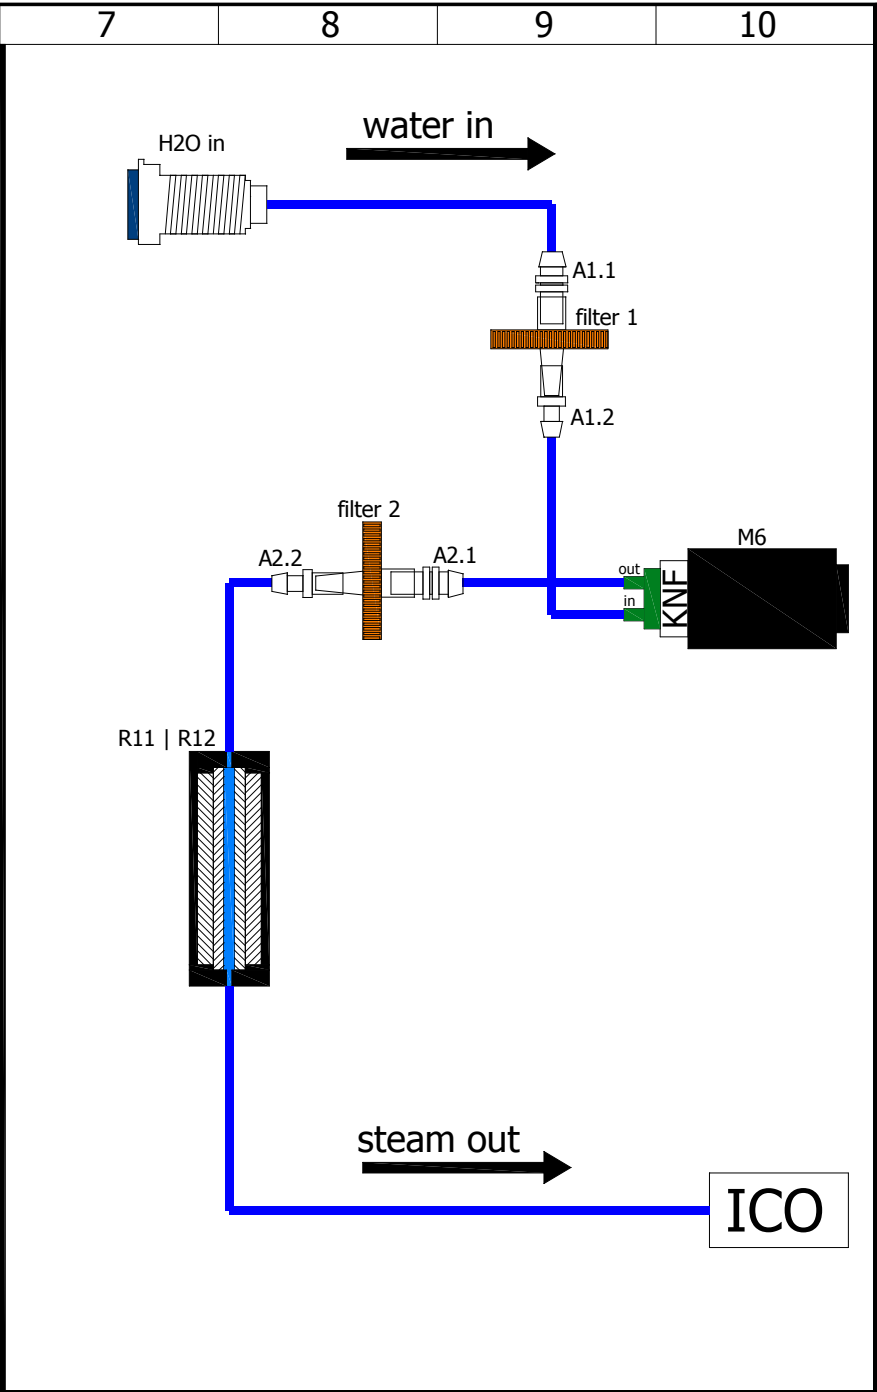 7 8 9 10
water in
H2O in
A1.1
filter 1
A1.2
filter 2
M6
A2.2
A2.1
out
in
KNF
R11 | R12
steam out
ICO